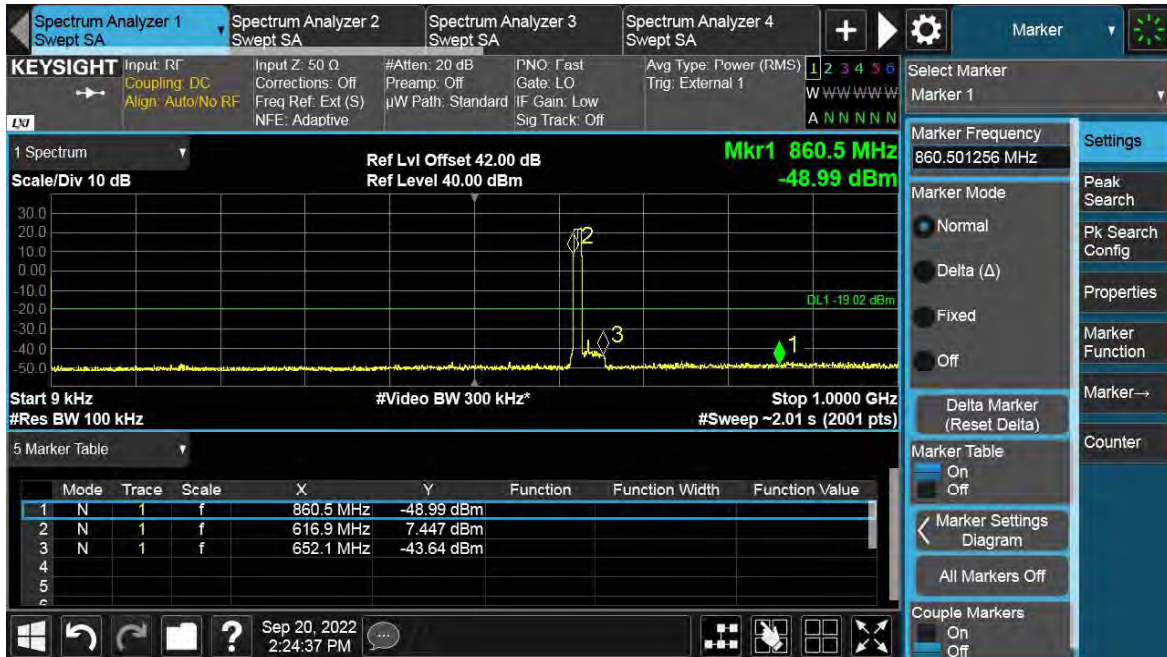 Spectrum Analyzer 1
Swept SA
Spectrum Analyzer 2
Swept SA
Spectrum Analyzer 3
Swept SA
Spectrum Analyzer 4
Swept SA
+
Marker
KEYSIGHT
LXI
Input: RF
Coupling: DC
Align: Auto/No RF
Input Z: 50 Ω
Corrections: Off
Freq Ref: Ext (S)
NFE: Adaptive
#Atten: 20 dB
Preamp: Off
µW Path: Standard
PNO: Fast
Gate: LO
IF Gain: Low
Sig Track: Off
Avg Type: Power (RMS)
Trig: External 1
1 2 3 4 5 6
W W W W W W
A N N N N N
Select Marker
Marker 1
1 Spectrum
Scale/Div 10 dB
Ref Lvl Offset 42.00 dB
Ref Level 40.00 dBm
Mkr1 860.5 MHz
-48.99 dBm
30.0
20.0
10.0
0.00
-10.0
-20.0
-30.0
-40.0
-50.0
2
3
1
DL1 -19.02 dBm
Start 9 kHz
#Res BW 100 kHz
#Video BW 300 kHz*
Stop 1.0000 GHz
#Sweep ~2.01 s (2001 pts)
5 Marker Table
Mode Trace Scale X Y Function Function Width Function Value
1 N 1 f 860.5 MHz -48.99 dBm
2 N 1 f 616.9 MHz 7.447 dBm
3 N 1 f 652.1 MHz -43.64 dBm
4
5
Marker Frequency
860.501256 MHz
Marker Mode
Normal
Delta (Δ)
Fixed
Off
Delta Marker
(Reset Delta)
Marker Table
On
Off
Marker Settings
Diagram
All Markers Off
Couple Markers
On
Off
Settings
Peak
Search
Pk Search
Config
Properties
Marker
Function
Marker→
Counter
?
Sep 20, 2022
2:24:37 PM